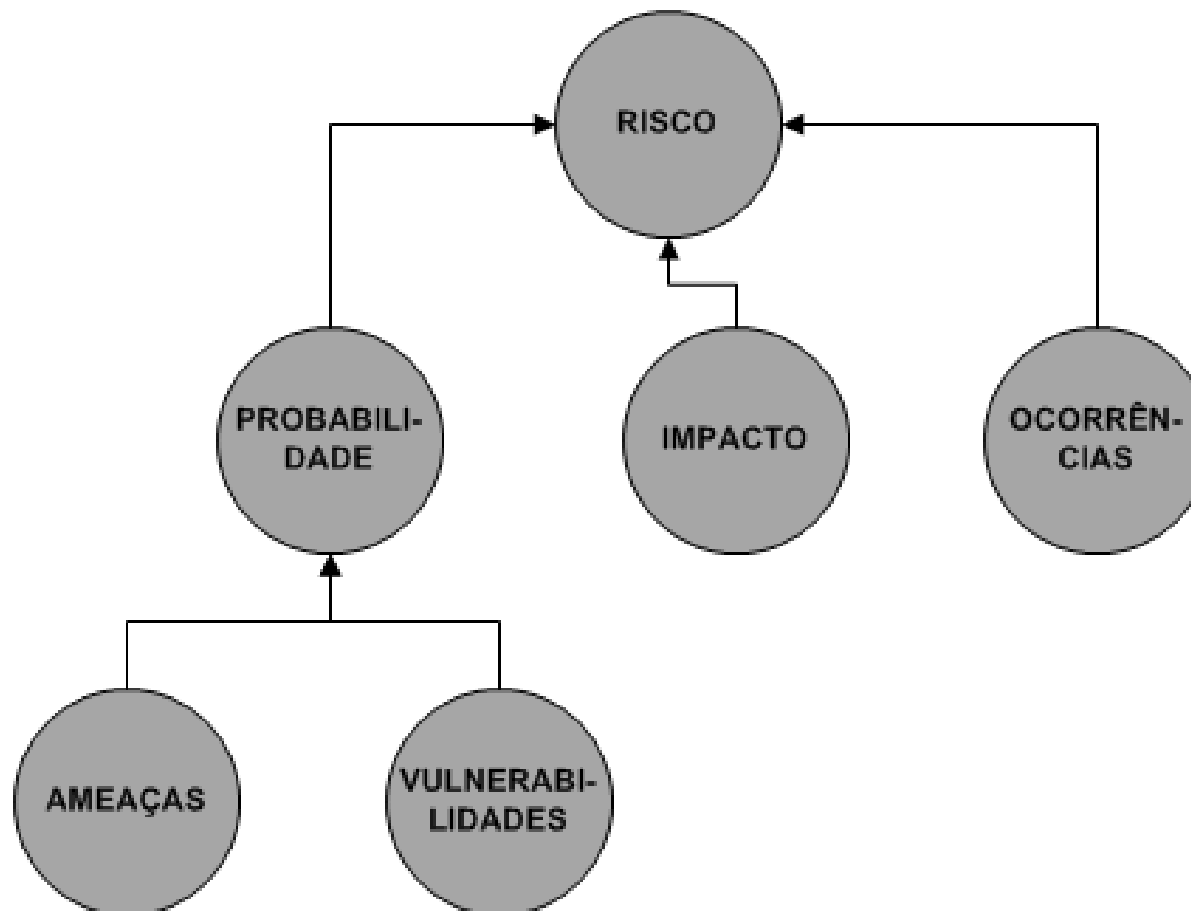 RISCO
PROBABILI-
DADE
IMPACTO
OCORRÊN-
CIAS
AMEAÇAS
VULNERABI-
LIDADES